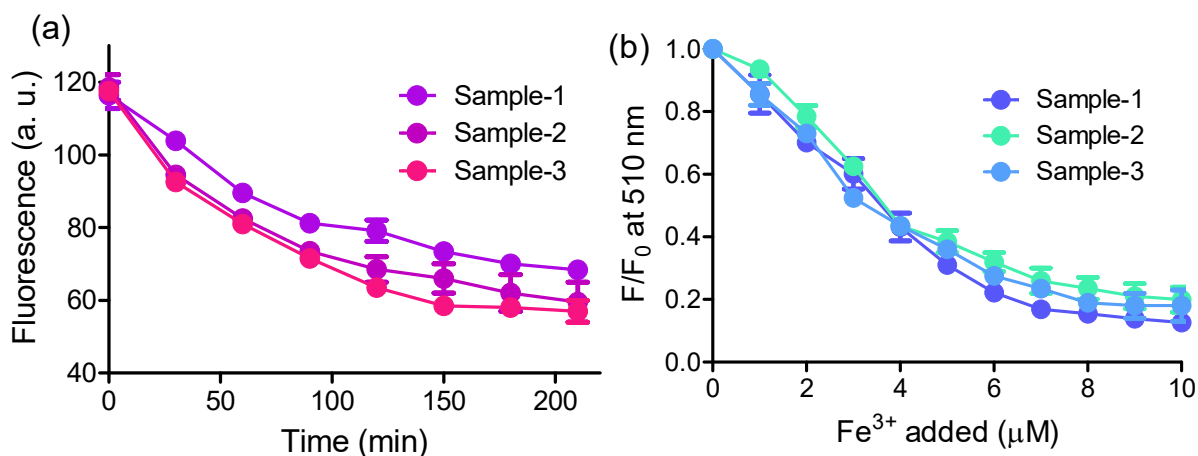 (a)
Fluorescence (a. u.)
120
100
80
60
40
0
50
100
150
200
Time (min)
Sample-1
Sample-2
Sample-3
(b)
F/F0 at 510 nm
1.0
0.8
0.6
0.4
0.2
0.0
0
2
4
6
8
10
Fe3+ added (μM)
Sample-1
Sample-2
Sample-3